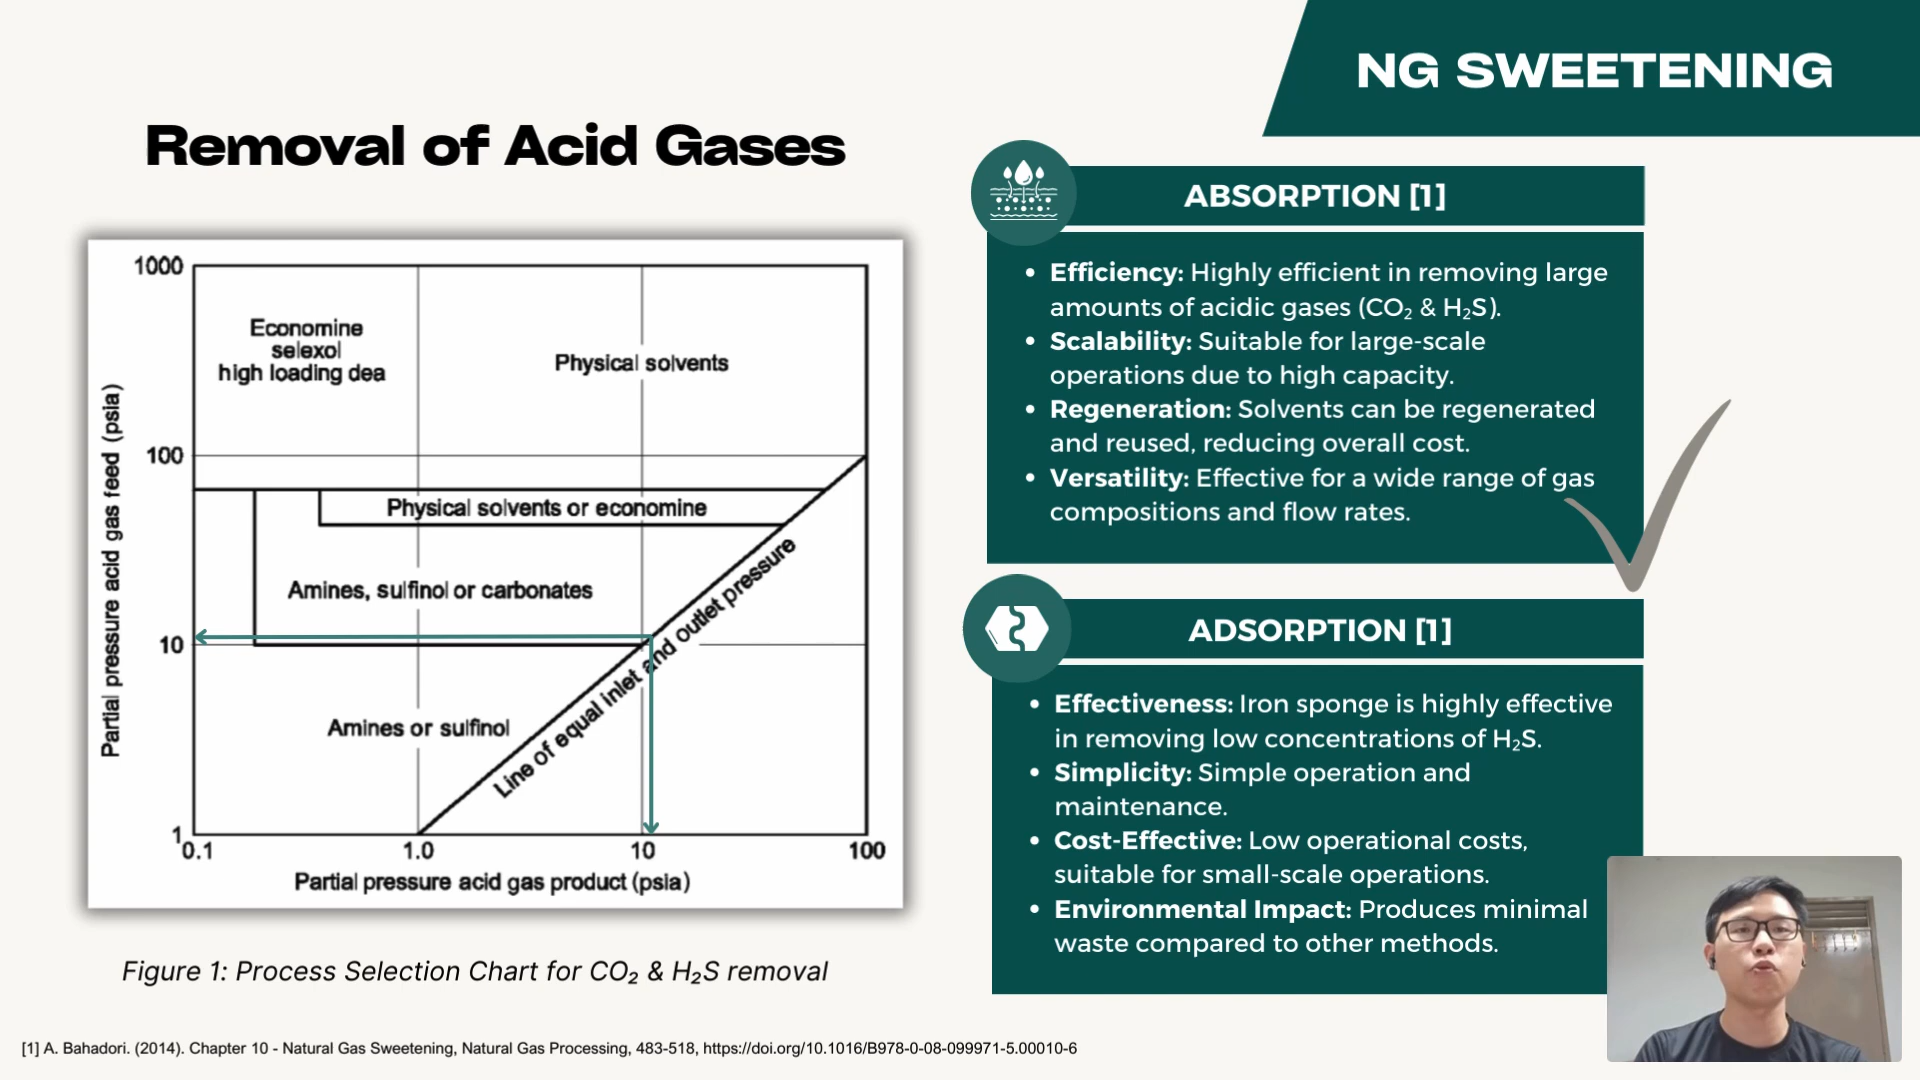 NG SWEETENING
Removal of Acid Gases
1000
100
10
1
0.1
1.0
10
100
Partial pressure acid gas feed (psia)
Partial pressure acid gas product (psia)
Economine
selexol
high loading dea
Physical solvents
Physical solvents or economine
Amines, sulfinol or carbonates
Amines or sulfinol
Line of equal inlet and outlet pressure
Figure 1: Process Selection Chart for CO₂ & H₂S removal
ABSORPTION [1]
• Efficiency: Highly efficient in removing large
amounts of acidic gases (CO₂ & H₂S).
• Scalability: Suitable for large-scale
operations due to high capacity.
• Regeneration: Solvents can be regenerated
and reused, reducing overall cost.
• Versatility: Effective for a wide range of gas
compositions and flow rates.
ADSORPTION [1]
• Effectiveness: Iron sponge is highly effective
in removing low concentrations of H₂S.
• Simplicity: Simple operation and
maintenance.
• Cost-Effective: Low operational costs,
suitable for small-scale operations.
• Environmental Impact: Produces minimal
waste compared to other methods.
[1] A. Bahadori. (2014). Chapter 10 - Natural Gas Sweetening, Natural Gas Processing, 483-518, https://doi.org/10.1016/B978-0-08-099971-5.00010-6